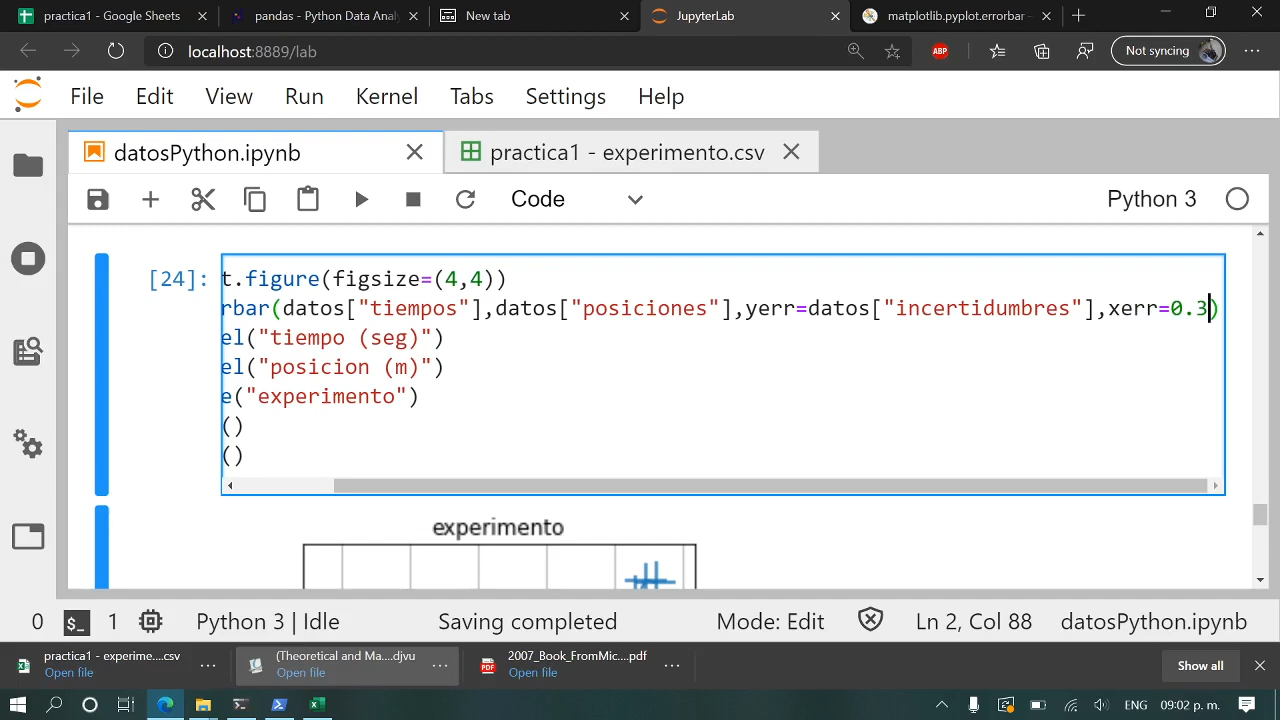 practica1 - Google Sheets
pandas - Python Data Anal
New tab
JupyterLab
matplotlib.pyplot.errorbar —
localhost:8889/lab
ABP
Not syncing
File Edit View Run Kernel Tabs Settings Help
datosPython.ipynb
practica1 - experimento.csv
Code
Python 3
[24]:
t.figure(figsize=(4,4))
rbar(datos["tiempos"],datos["posiciones"],yerr=datos["incertidumbres"],xerr=0.3)
el("tiempo (seg)")
el("posicion (m)")
e("experimento")
()
()
experimento
0 $_ 1 Python 3 | Idle Saving completed Mode: Edit Ln 2, Col 88 datosPython.ipynb
practica1 - experime....csv
Open file
(Theoretical and Ma....djvu
Open file
PDF
2007_Book_FromMic....pdf
Open file
Show all
ENG 09:02 p. m.